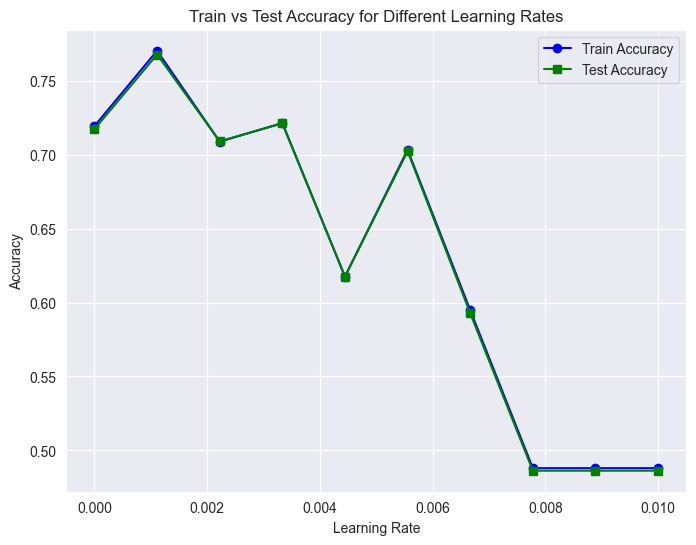 Train vs Test Accuracy for Different Learning Rates
Train Accuracy
Test Accuracy
Accuracy
0.75
0.70
0.65
0.60
0.55
0.50
0.000
0.002
0.004
0.006
0.008
0.010
Learning Rate